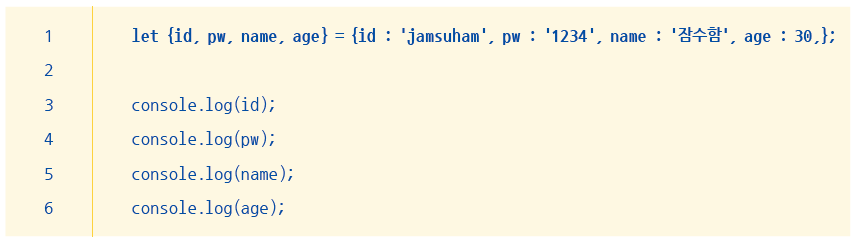 1 let {id, pw, name, age} = {id : 'jamsuham', pw : '1234', name : '잠수함', age : 30,};
2
3 console.log(id);
4 console.log(pw);
5 console.log(name);
6 console.log(age);